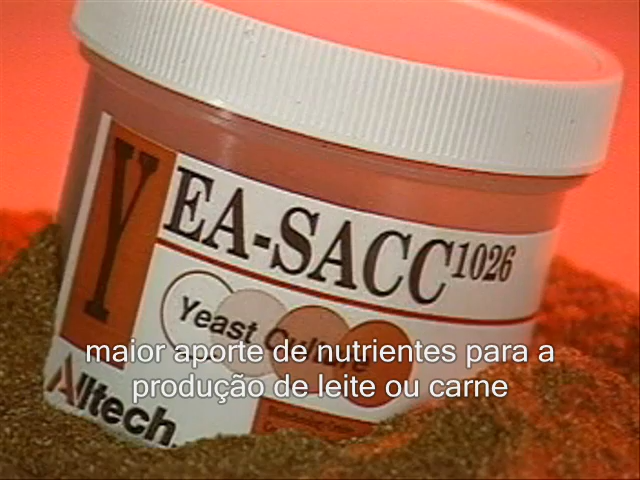 YEA-SACC1026
Yeast Culture
maior aporte de nutrientes para a
produção de leite ou carne
Alltech